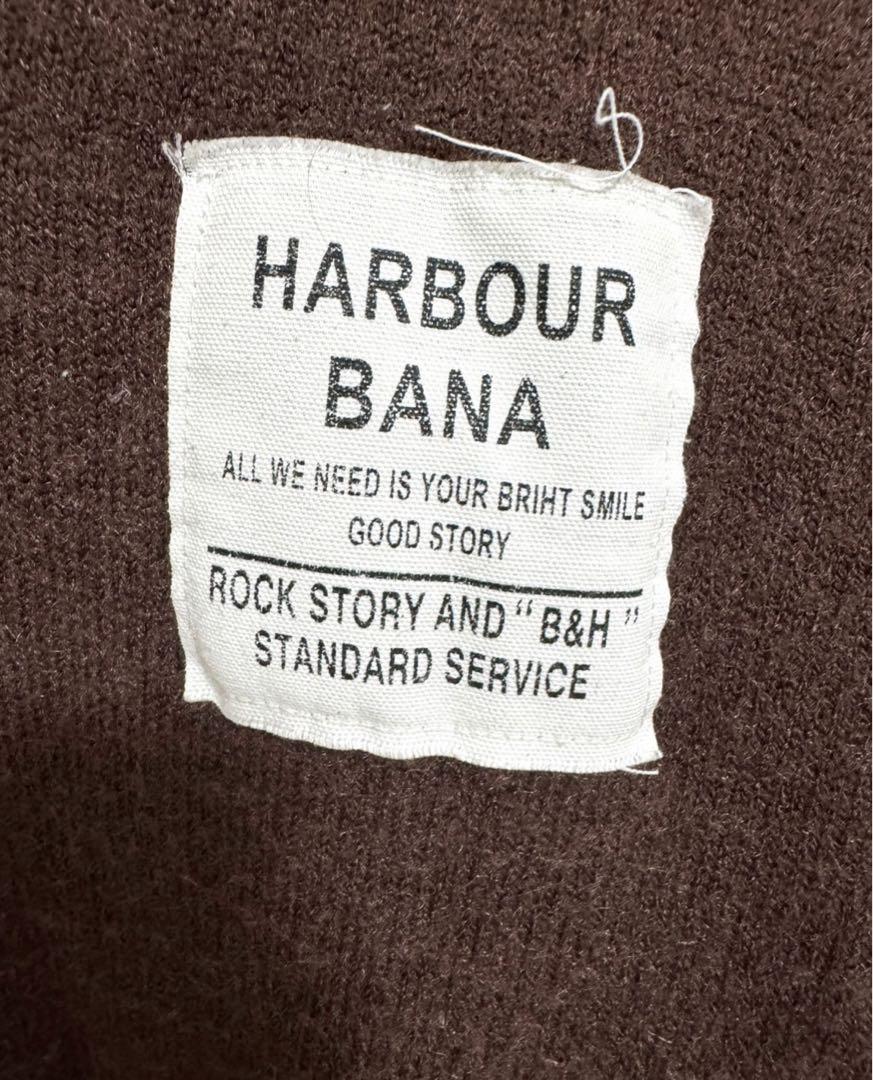 HARBOUR
BANA
ALL WE NEED IS YOUR BRIHT SMILE
GOOD STORY
ROCK STORY AND “B&H”
STANDARD SERVICE